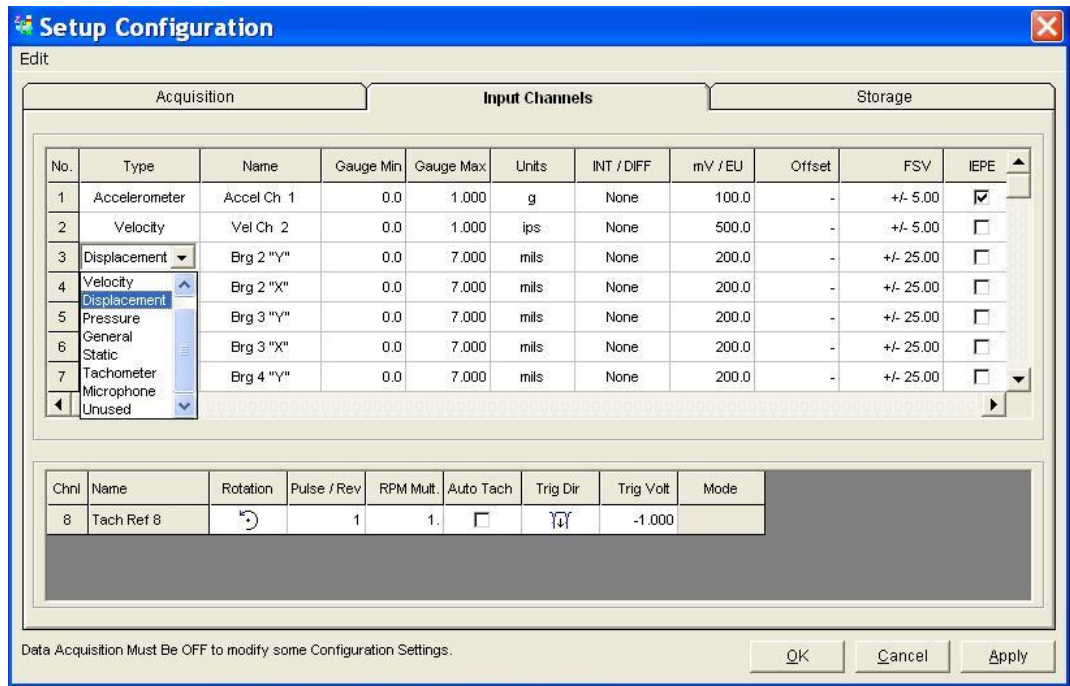 Setup Configuration
Edit
Acquisition Input Channels Storage
No. Type Name Gauge Min Gauge Max Units INT / DIFF mV / EU Offset FSV IEPE
1 Accelerometer Accel Ch 1 0.0 1.000 g None 100.0 - +/- 5.00
2 Velocity Vel Ch 2 0.0 1.000 ips None 500.0 - +/- 5.00
3 Displacement Brg 2 "Y" 0.0 7.000 mils None 200.0 - +/- 25.00
4 Brg 2 "X" 0.0 7.000 mils None 200.0 - +/- 25.00
5 Brg 3 "Y" 0.0 7.000 mils None 200.0 - +/- 25.00
6 Brg 3 "X" 0.0 7.000 mils None 200.0 - +/- 25.00
7 Brg 4 "Y" 0.0 7.000 mils None 200.0 - +/- 25.00
Velocity
Displacement
Pressure
General
Static
Tachometer
Microphone
Unused
Chnl Name Rotation Pulse / Rev RPM Mult. Auto Tach Trig Dir Trig Volt Mode
8 Tach Ref 8 1 1. -1.000
Data Acquisition Must Be OFF to modify some Configuration Settings.
OK Cancel Apply